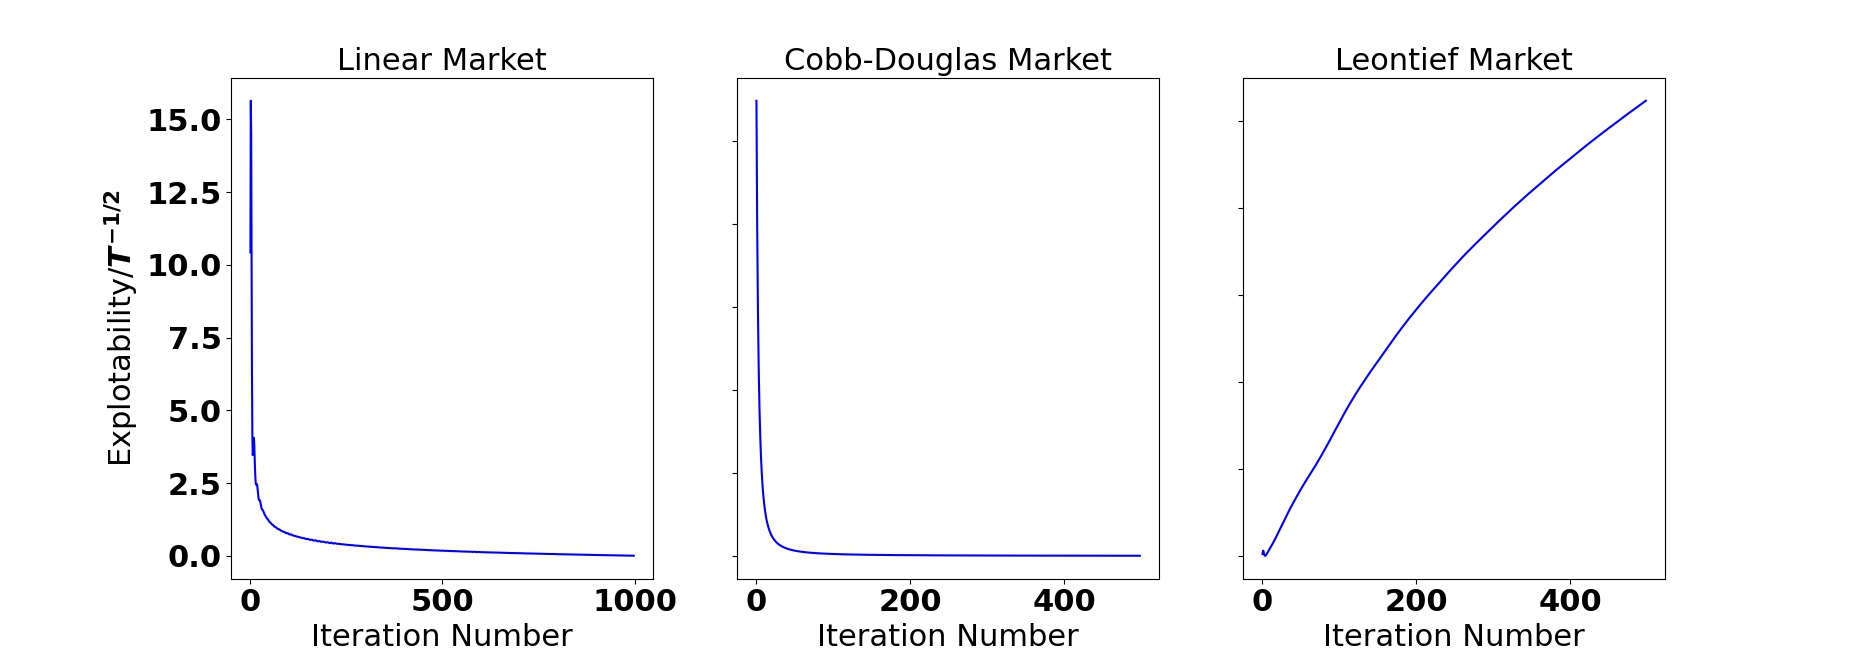 Linear Market
Cobb-Douglas Market
Leontief Market
Explotability/T^{-1/2}
15.0
12.5
10.0
7.5
5.0
2.5
0.0
0 500 1000
0 200 400
0 200 400
Iteration Number
Iteration Number
Iteration Number